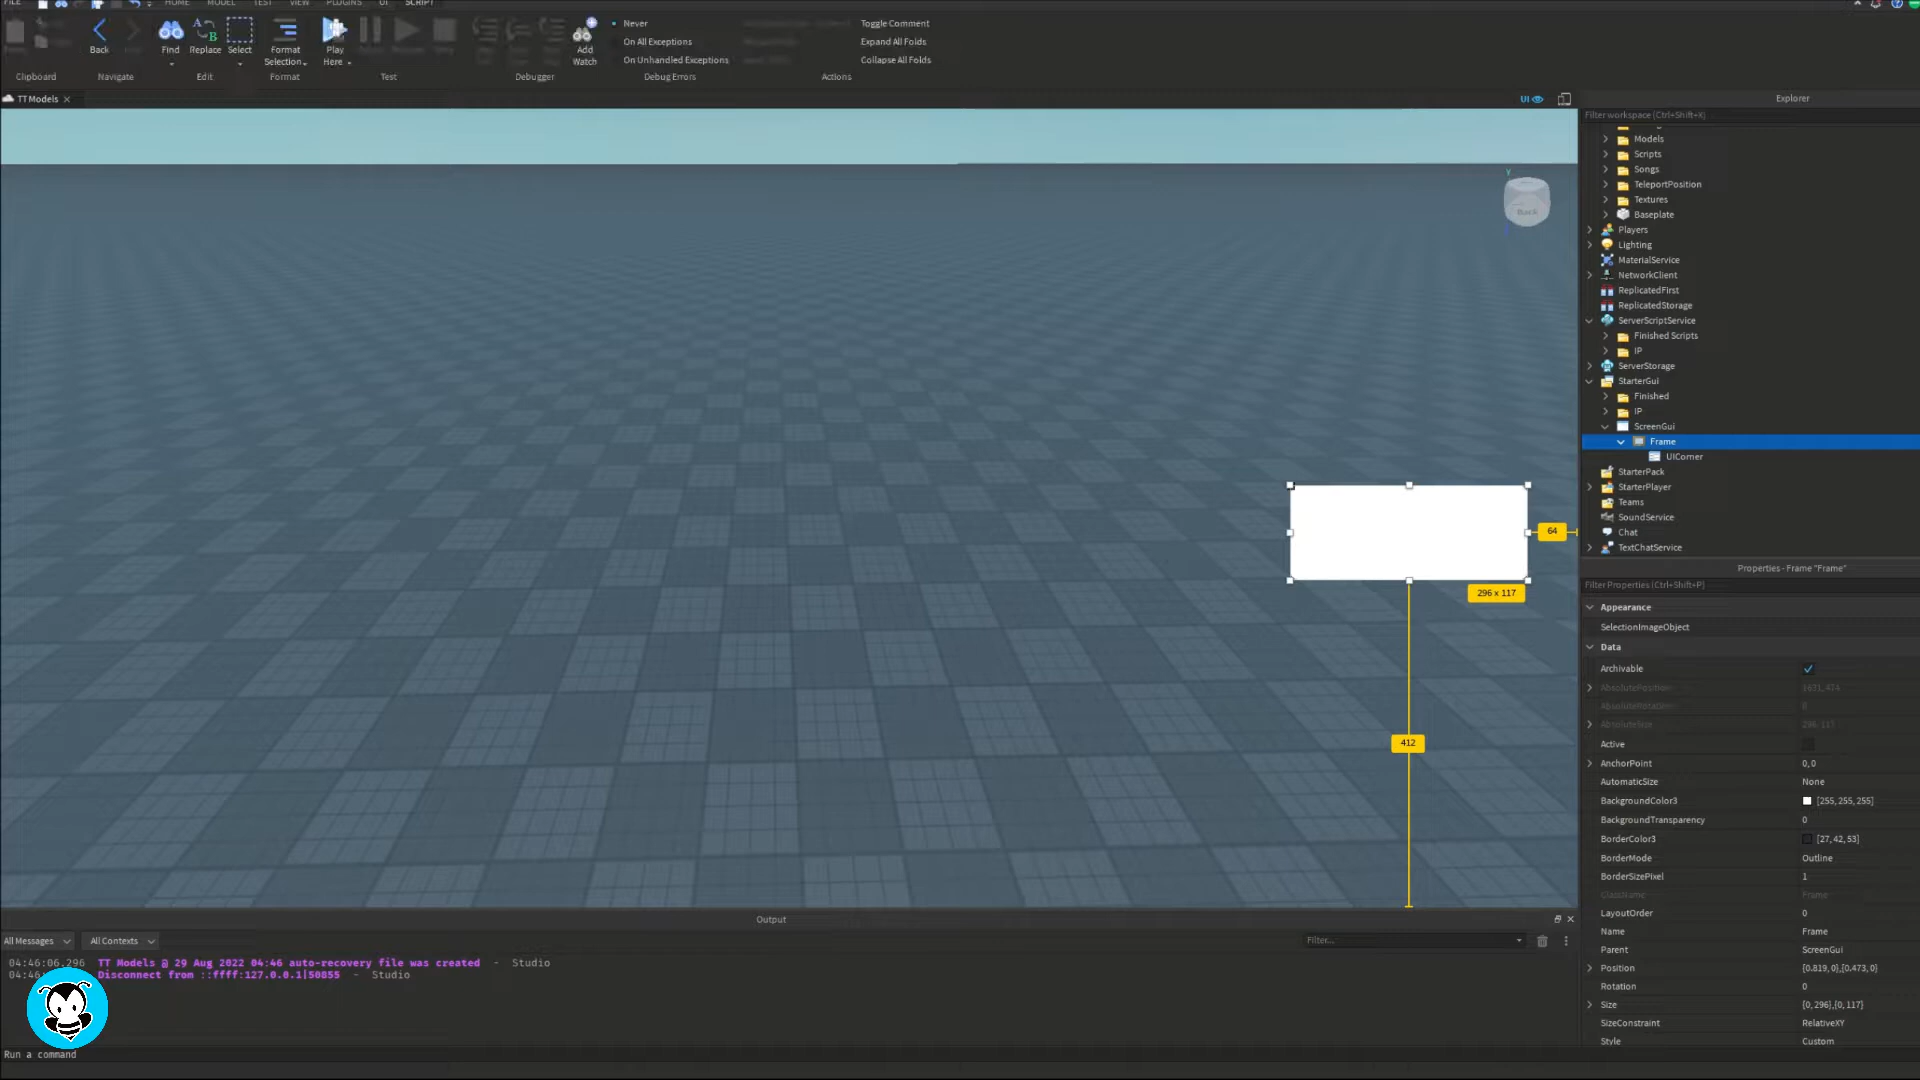 FILE HOME MODEL TEST VIEW PLUGINS UI SCRIPT
Back
Find Replace Select
Format
Selection
Play
Here
Add
Watch
Never
On All Exceptions
On Unhandled Exceptions
Toggle Comment
Expand All Folds
Collapse All Folds
Clipboard Navigate Edit Format Test Debugger Debug Errors Actions
TT Models
UI
Explorer
Filter workspace (Ctrl+Shift+X)
Models
Scripts
Songs
TeleportPosition
Textures
Baseplate
Players
Lighting
MaterialService
NetworkClient
ReplicatedFirst
ReplicatedStorage
ServerScriptService
Finished Scripts
IP
ServerStorage
StarterGui
Finished
IP
ScreenGui
Frame
UICorner
StarterPack
StarterPlayer
Teams
SoundService
Chat
TextChatService
Y
Back
64
296 x 117
412
Properties - Frame "Frame"
Filter Properties (Ctrl+Shift+P)
Appearance
SelectionImageObject
Data
Archivable
AbsolutePosition
AbsoluteRotation 0
AbsoluteSize 296, 117
Active
AnchorPoint 0, 0
AutomaticSize None
BackgroundColor3 [255, 255, 255]
BackgroundTransparency 0
BorderColor3 [27, 42, 53]
BorderMode Outline
BorderSizePixel 1
ClassName Frame
LayoutOrder 0
Name Frame
Parent ScreenGui
Position {0.819, 0},{0.473, 0}
Rotation 0
Size {0, 296},{0, 117}
SizeConstraint RelativeXY
Style Custom
Output
All Messages All Contexts Filter...
04:46:06.296 TT Models @ 29 Aug 2022 04:46 auto-recovery file was created - Studio
04:46: Disconnect from ::ffff:127.0.0.1|50855 - Studio
Run a command